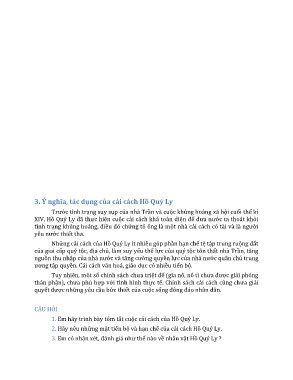 3. Ý nghĩa, tác dụng của cải cách Hồ Quý Ly
Trước tình trạng suy sụp của nhà Trần và cuộc khủng hoảng xã hội cuối thế kỉ
XIV, Hồ Quý Ly đã thực hiện cuộc cải cách khá toàn diện để đưa nước ta thoát khỏi
tình trạng khủng hoảng, điều đó chứng tỏ ông là một nhà cải cách có tài và là người
yêu nước thiết tha.
Những cải cách của Hồ Quý Ly ít nhiều góp phần hạn chế tệ tập trung ruộng đất
của giai cấp quý tộc, địa chủ, làm suy yếu thế lực của quý tộc tôn thất nhà Trần, tăng
nguồn thu nhập của nhà nước và tăng cường quyền lực của nhà nước quân chủ trung
ương tập quyền. Cải cách văn hoá, giáo dục có nhiều tiến bộ.
Tuy nhiên, một số chính sách chưa triệt để (gia nô, nô tì chưa được giải phóng
thân phận), chưa phù hợp với tình hình thực tế. Chính sách cải cách cũng chưa giải
quyết được những yêu cầu bức thiết của cuộc sống đông đảo nhân dân.
CÂU HỎI
1. Em hãy trình bày tóm tắt cuộc cải cách của Hồ Quý Ly.
2. Hãy nêu những mặt tiến bộ và hạn chế của cải cách Hồ Quý Ly.
3. Em có nhận xét, đánh giá như thế nào về nhân vật Hồ Quý Ly ?